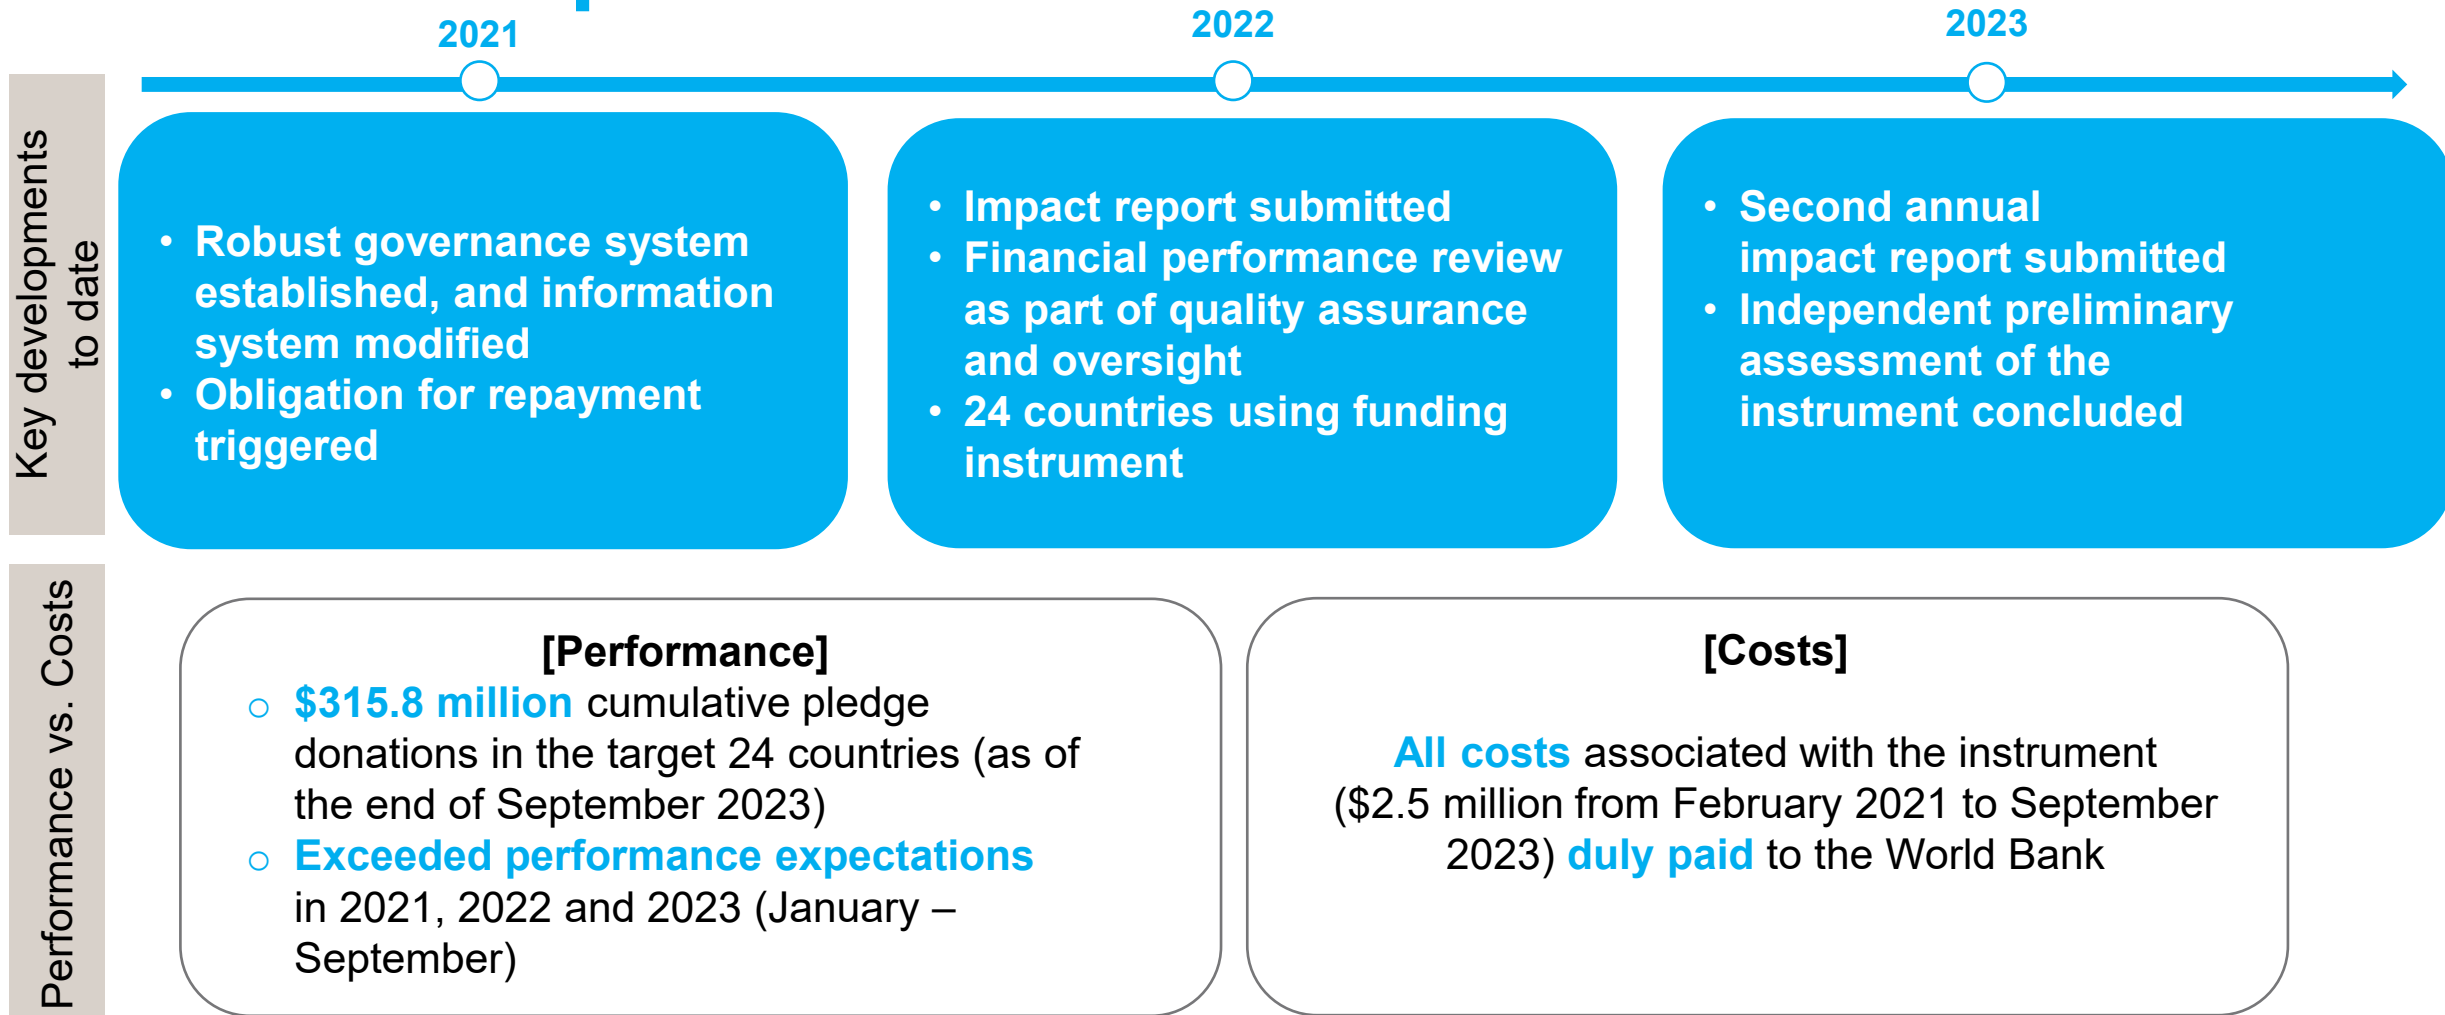 2021
2022
2023
Key developments
to date
• Robust governance system
established, and information
system modified
• Obligation for repayment
triggered
• Impact report submitted
• Financial performance review
as part of quality assurance
and oversight
• 24 countries using funding
instrument
• Second annual
impact report submitted
• Independent preliminary
assessment of the
instrument concluded
Performance vs. Costs
[Performance]
o $315.8 million cumulative pledge
donations in the target 24 countries (as of
the end of September 2023)
o Exceeded performance expectations
in 2021, 2022 and 2023 (January –
September)
[Costs]
All costs associated with the instrument
($2.5 million from February 2021 to September
2023) duly paid to the World Bank